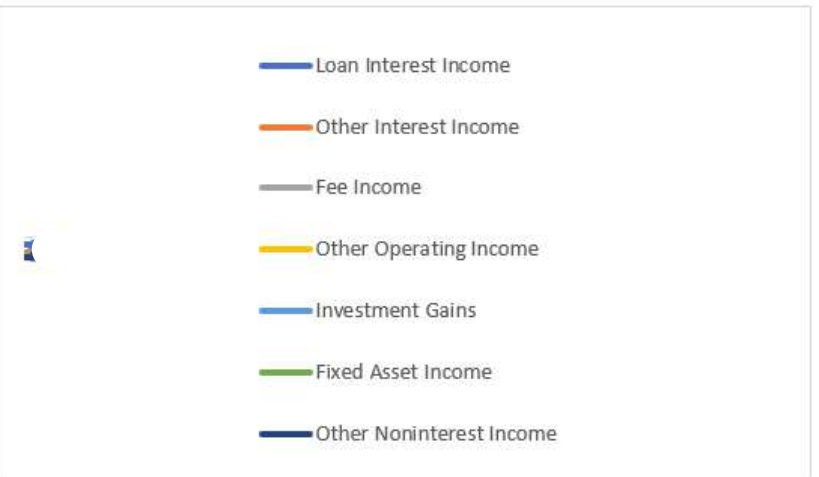 Loan Interest Income
Other Interest Income
Fee Income
Other Operating Income
Investment Gains
Fixed Asset Income
Other Noninterest Income